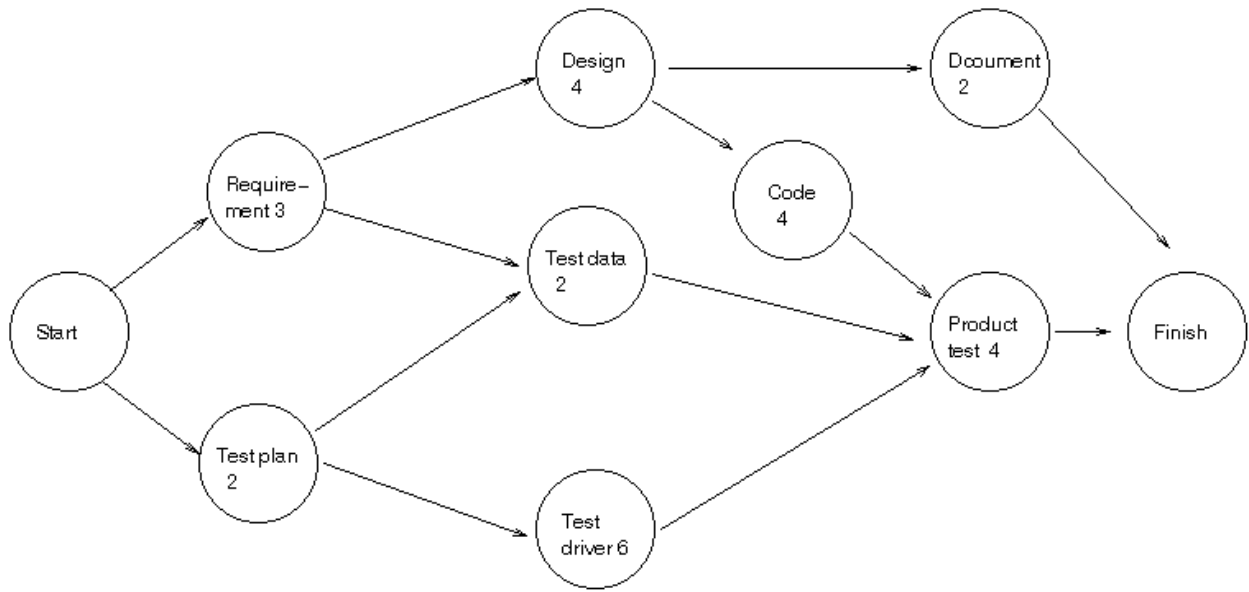 Design
4
Dcoument
2
Require-
ment 3
Code
4
Test data
2
Start
Product
test 4
Finish
Test plan
2
Test
driver 6